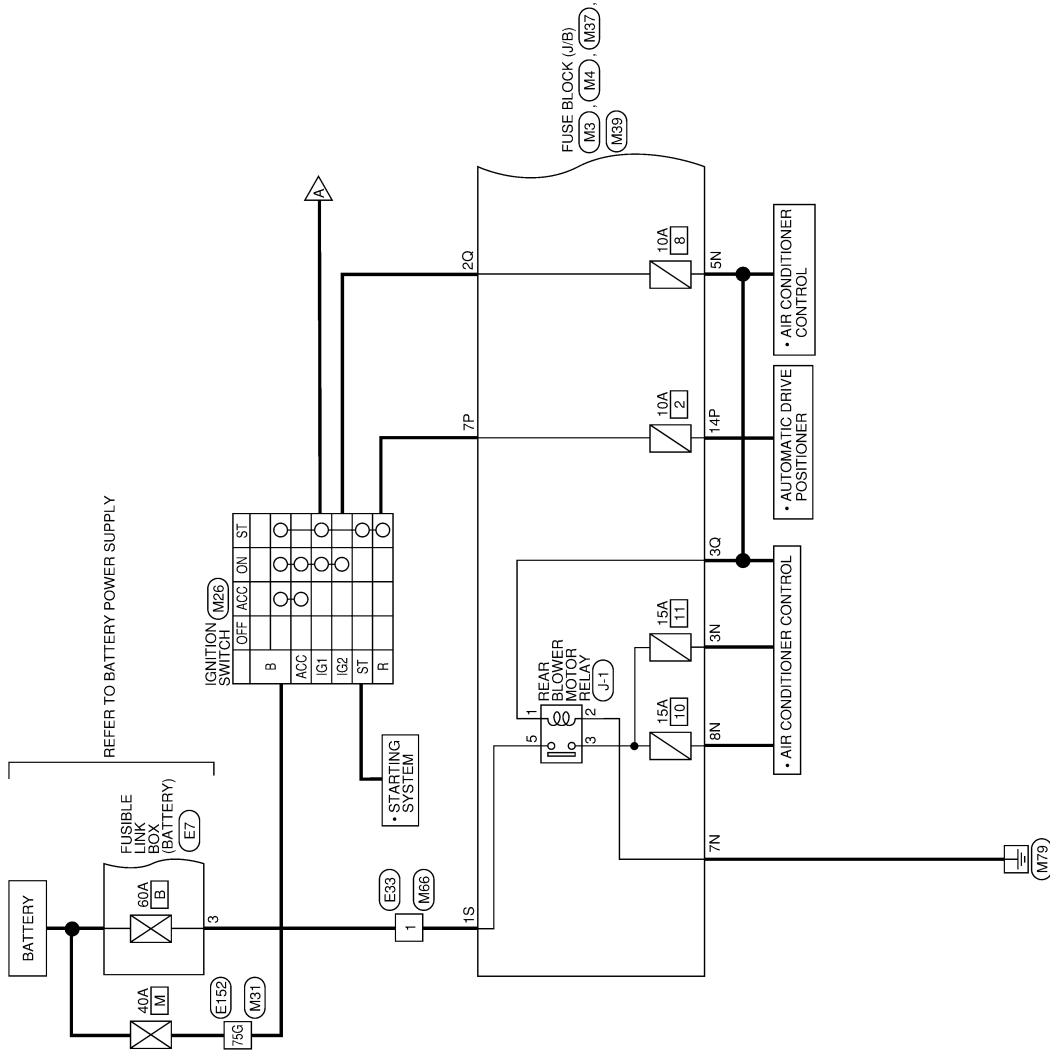 REFER TO BATTERY POWER SUPPLY
BATTERY
FUSIBLE
LINK
BOX
(BATTERY)
E7
60A
B
40A
M
3
E152
M31
75G
IGNITION
SWITCH
M26
OFF ACC ON ST
B
ACC
IG1
IG2
ST
R
A
• STARTING
SYSTEM
E33
M66
1
1S
7P
2Q
FUSE BLOCK (J/B)
M3 , M4 , M37 ,
M39
REAR
BLOWER
MOTOR
RELAY
J-1
5
1
3
2
15A
10
15A
11
10A
2
10A
8
7N
8N
3N
3Q
14P
5N
• AIR CONDITIONER CONTROL
• AUTOMATIC DRIVE
POSITIONER
• AIR CONDITIONER
CONTROL
M79